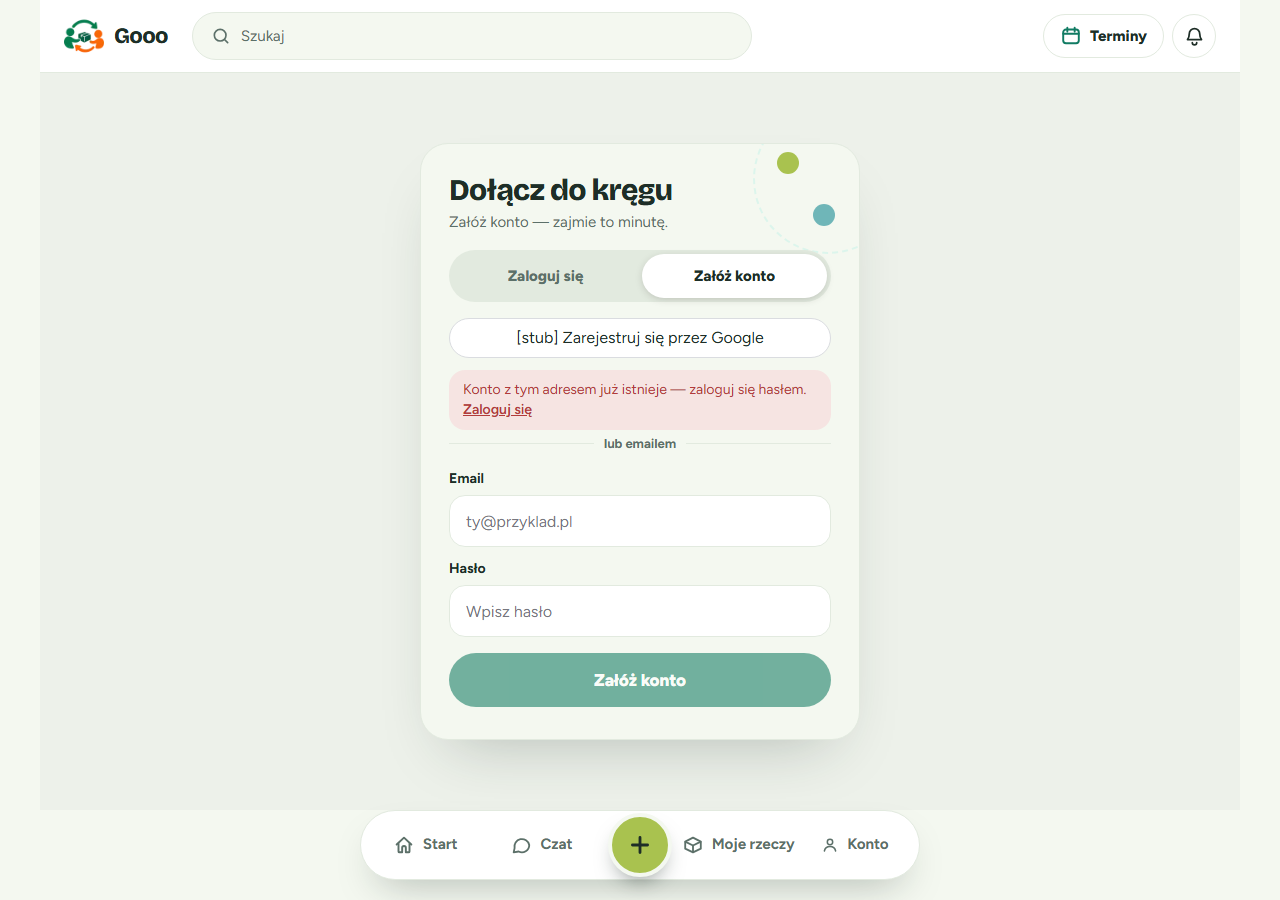 Gooo
Szukaj
Terminy
Dołącz do kręgu
Załóż konto — zajmie to minutę.
Zaloguj się
Załóż konto
[stub] Zarejestruj się przez Google
Konto z tym adresem już istnieje — zaloguj się hasłem.
Zaloguj się
lub emailem
Email
ty@przyklad.pl
Hasło
Wpisz hasło
Załóż konto
Start
Czat
Moje rzeczy
Konto